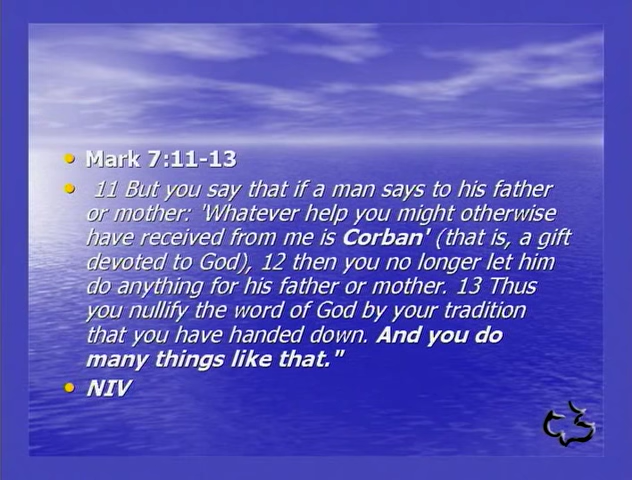 Mark 7:11-13
11 But you say that if a man says to his father
or mother: 'Whatever help you might otherwise
have received from me is Corban' (that is, a gift
devoted to God), 12 then you no longer let him
do anything for his father or mother. 13 Thus
you nullify the word of God by your tradition
that you have handed down. And you do
many things like that."
NIV